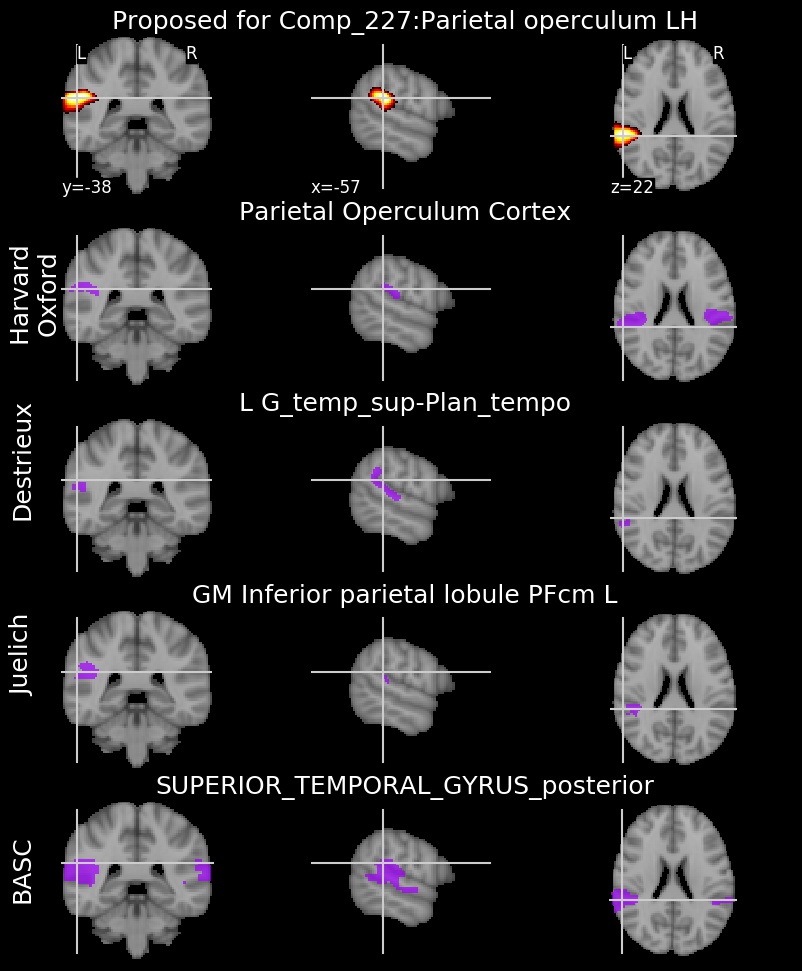 Proposed for Comp_227:Parietal operculum LH
L R L R
y=-38 x=-57 z=22
Parietal Operculum Cortex
Harvard
Oxford
L G_temp_sup-Plan_tempo
Destrieux
GM Inferior parietal lobule PFcm L
Juelich
SUPERIOR_TEMPORAL_GYRUS_posterior
BASC